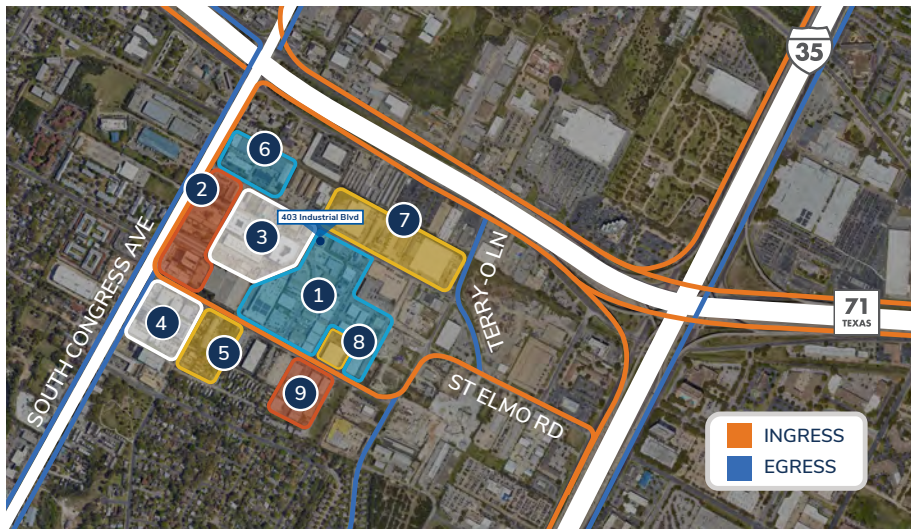 35
6
2
403 Industrial Blvd
7
3
SOUTH CONGRESS AVE
TERRY-O LN
1
71
TEXAS
4
5
8
9
ST ELMO RD
INGRESS
EGRESS